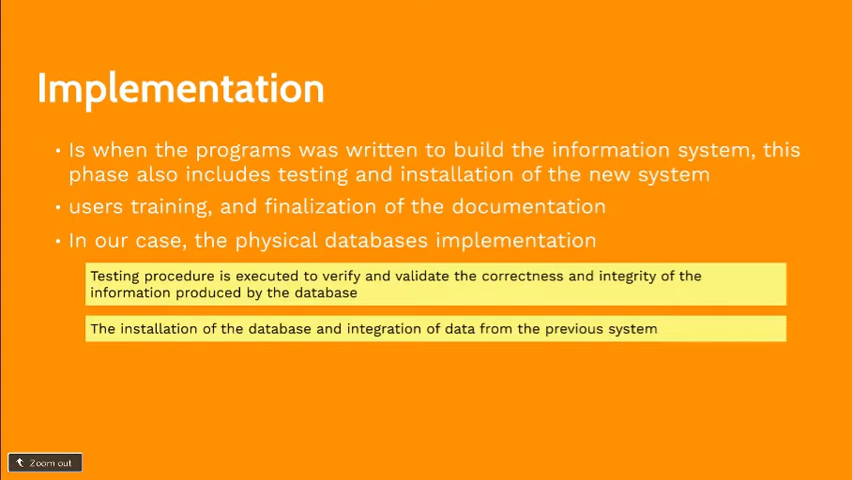 Implementation
• Is when the programs was written to build the information system, this
phase also includes testing and installation of the new system
• users training, and finalization of the documentation
• In our case, the physical databases implementation
Testing procedure is executed to verify and validate the correctness and integrity of the
information produced by the database
The installation of the database and integration of data from the previous system
Zoom out